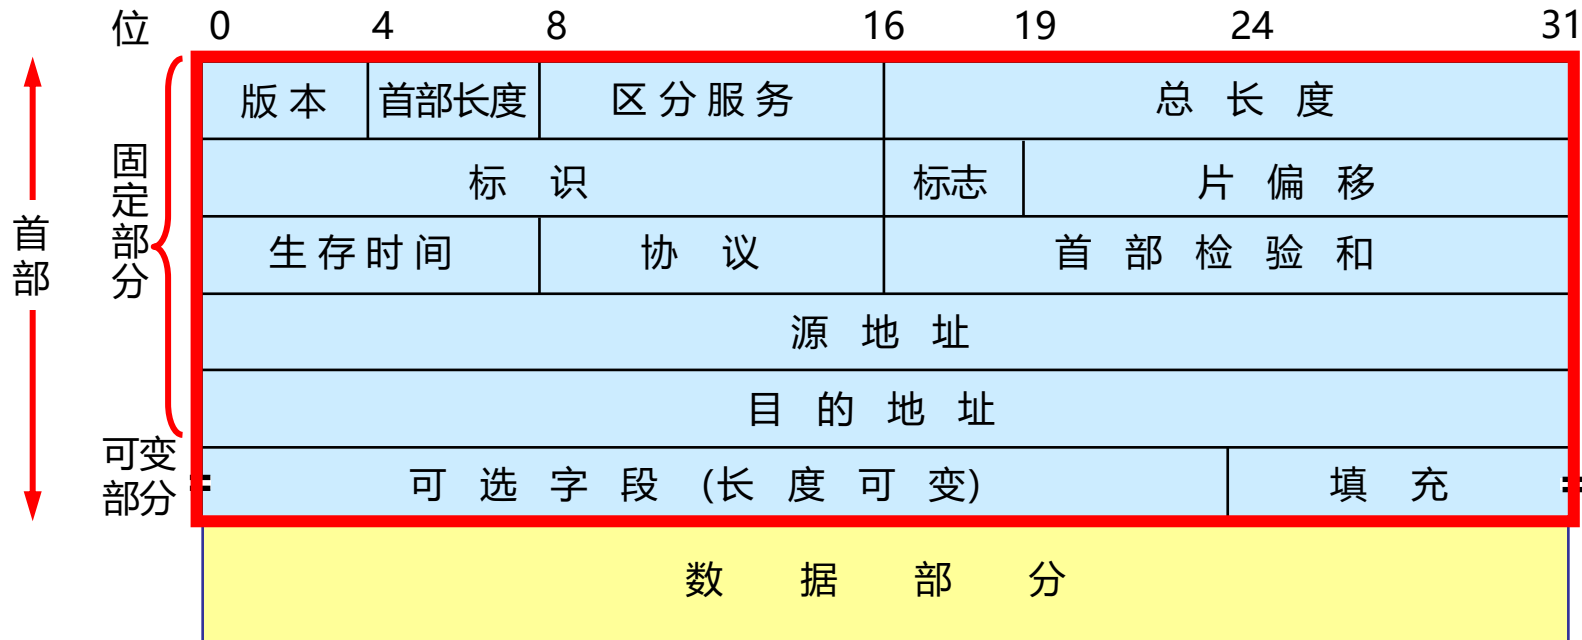 位 0 4 8 16 19 24 31
版本 首部长度 区分服务 总长度
标识 标志 片偏移
生存时间 协议 首部检验和
源地址
目的地址
可选字段 (长度可变) 填充
数据部分
首部
固定部分
可变
部分